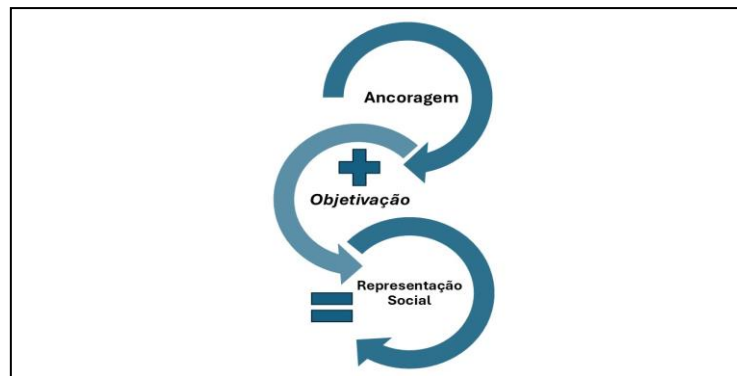 Ancoragem
+
Objetivação
=
Representação
Social